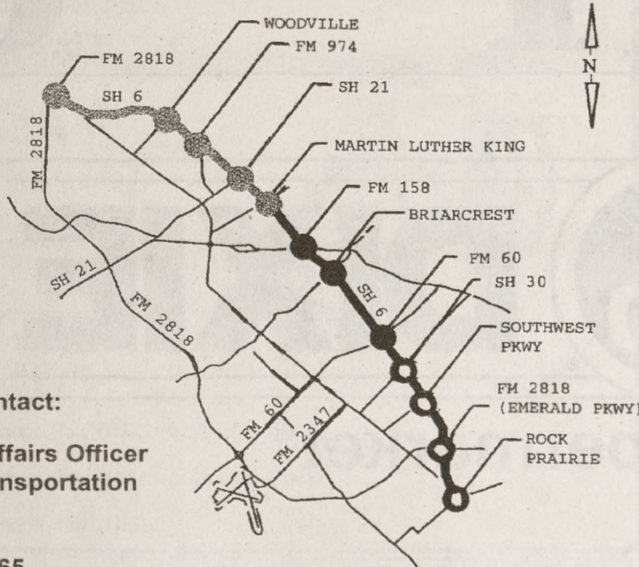 WOODVILLE
FM 974
FM 2818
SH 6
SH 21
N
FM 2818
MARTIN LUTHER KING
FM 158
BRIARCREST
FM 60
SH 30
SH 21
SH 6
FM 2818
SOUTHWEST
PKWY
FM 2818
(EMERALD PKWY)
FM 60
FM 2347
ROCK
PRAIRIE
ntact:
ffairs Officer
nsportation
65